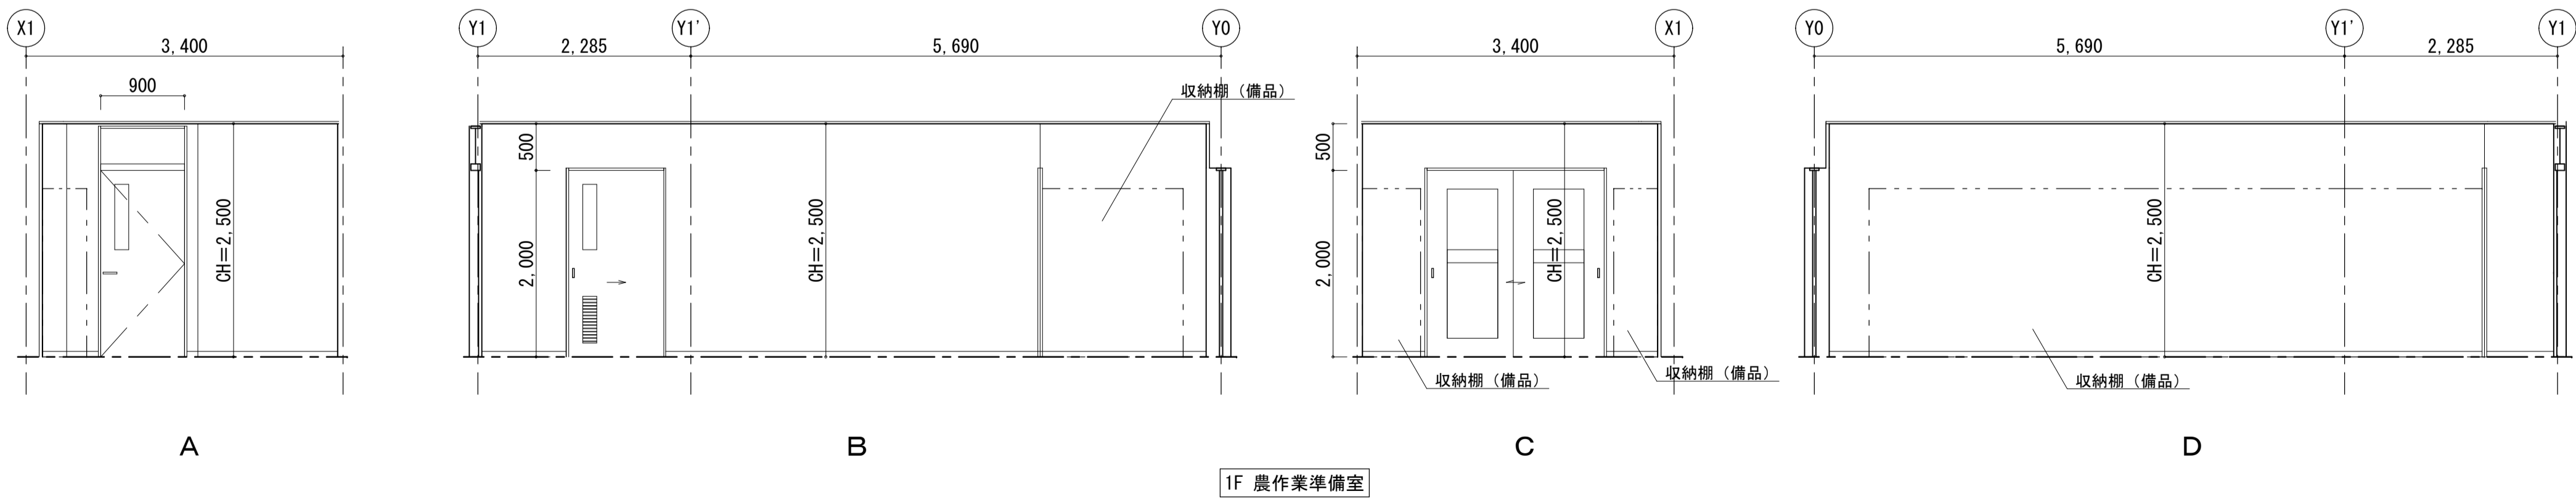 X1
3,400
900
CH=2,500
A
Y1
Y1'
Y0
2,285
5,690
収納棚（備品）
500
2,000
CH=2,500
B
X1
3,400
500
2,000
CH=2,500
収納棚（備品）
収納棚（備品）
C
Y0
Y1'
Y1
5,690
2,285
CH=2,500
収納棚（備品）
D
1F 農作業準備室